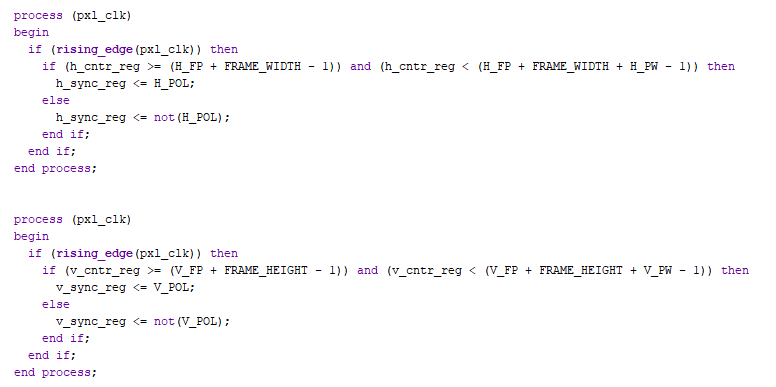 process (pxl_clk)
begin
if (rising_edge(pxl_clk)) then
if (h_cntr_reg >= (H_FP + FRAME_WIDTH - 1)) and (h_cntr_reg < (H_FP + FRAME_WIDTH + H_PW - 1)) then
h_sync_reg <= H_POL;
else
h_sync_reg <= not(H_POL);
end if;
end if;
end process;
process (pxl_clk)
begin
if (rising_edge(pxl_clk)) then
if (v_cntr_reg >= (V_FP + FRAME_HEIGHT - 1)) and (v_cntr_reg < (V_FP + FRAME_HEIGHT + V_PW - 1)) then
v_sync_reg <= V_POL;
else
v_sync_reg <= not(V_POL);
end if;
end if;
end process;